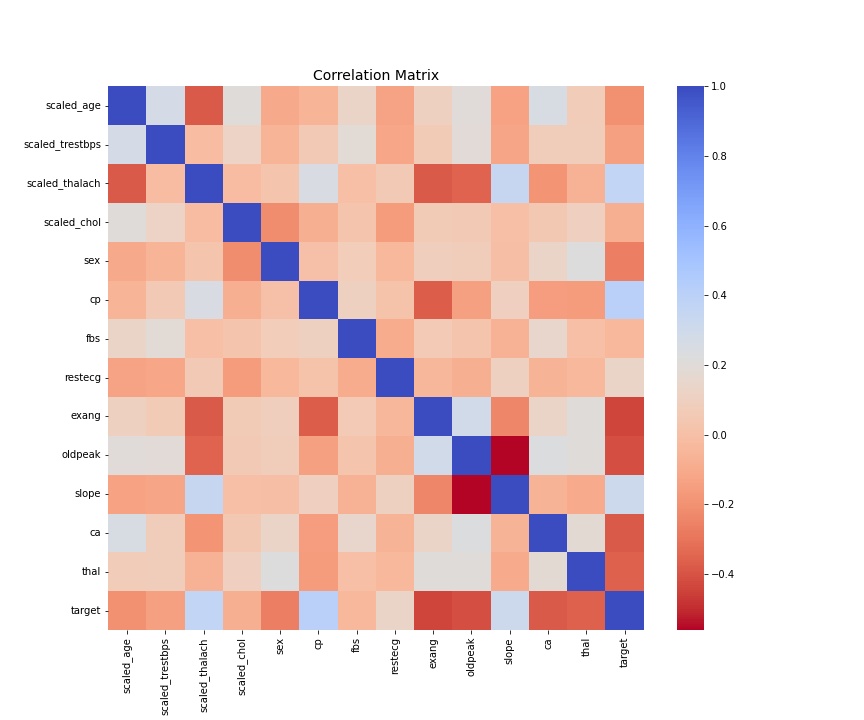 Correlation Matrix
scaled_age
scaled_trestbps
scaled_thalach
scaled_chol
sex
cp
fbs
restecg
exang
oldpeak
slope
ca
thal
target
scaled_age
scaled_trestbps
scaled_thalach
scaled_chol
sex
cp
fbs
restecg
exang
oldpeak
slope
ca
thal
target
1.0
0.8
0.6
0.4
0.2
0.0
−0.2
−0.4